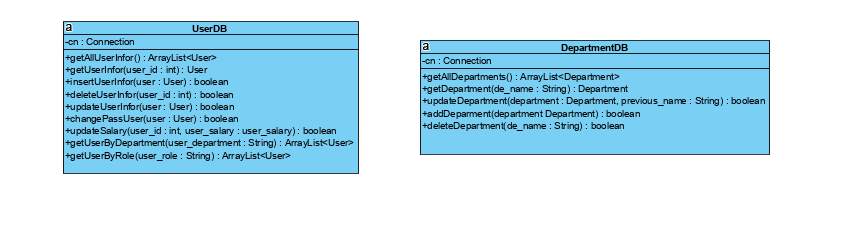 a
UserDB
-cn : Connection
+getAllUserInfor() : ArrayList<User>
+getUserInfor(user_id : int) : User
+insertUserInfor(user : User) : boolean
+deleteUserInfor(user_id : int) : boolean
+updateUserInfor(user : User) : boolean
+changePassUser(user : User) : boolean
+updateSalary(user_id : int, user_salary : user_salary) : boolean
+getUserByDepartment(user_department : String) : ArrayList<User>
+getUserByRole(user_role : String) : ArrayList<User>
a
DepartmentDB
-cn : Connection
+getAllDepartments() : ArrayList<Department>
+getDepartment(de_name : String) : Department
+updateDepartment(department : Department, previous_name : String) : boolean
+addDeparment(department Department) : boolean
+deleteDepartment(de_name : String) : boolean